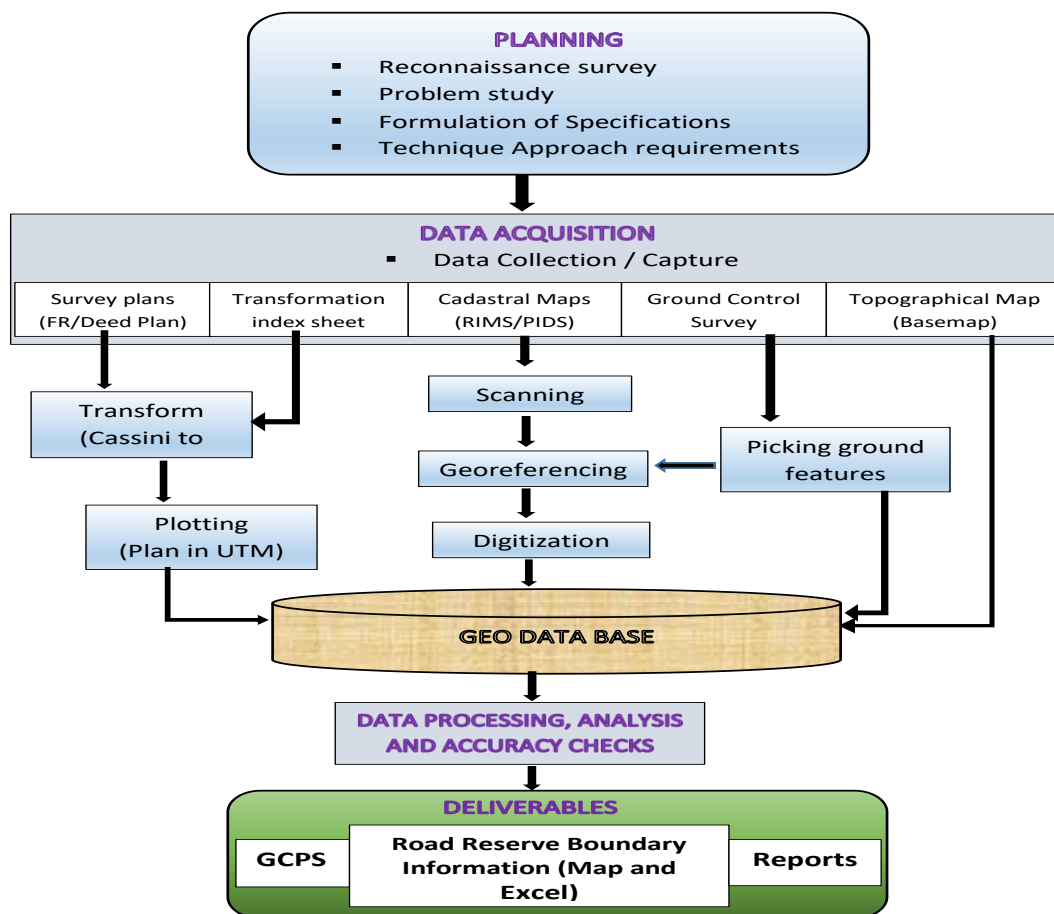 PLANNING
▪ Reconnaissance survey
▪ Problem study
▪ Formulation of Specifications
▪ Technique Approach requirements
DATA ACQUISITION
▪ Data Collection / Capture
Survey plans
(FR/Deed Plan)
Transformation
index sheet
Cadastral Maps
(RIMS/PIDS)
Ground Control
Survey
Topographical Map
(Basemap)
Transform
(Cassini to
Scanning
Georeferencing
Picking ground
features
Plotting
(Plan in UTM)
Digitization
GEO DATA BASE
DATA PROCESSING, ANALYSIS
AND ACCURACY CHECKS
DELIVERABLES
GCPS
Road Reserve Boundary
Information (Map and
Excel)
Reports